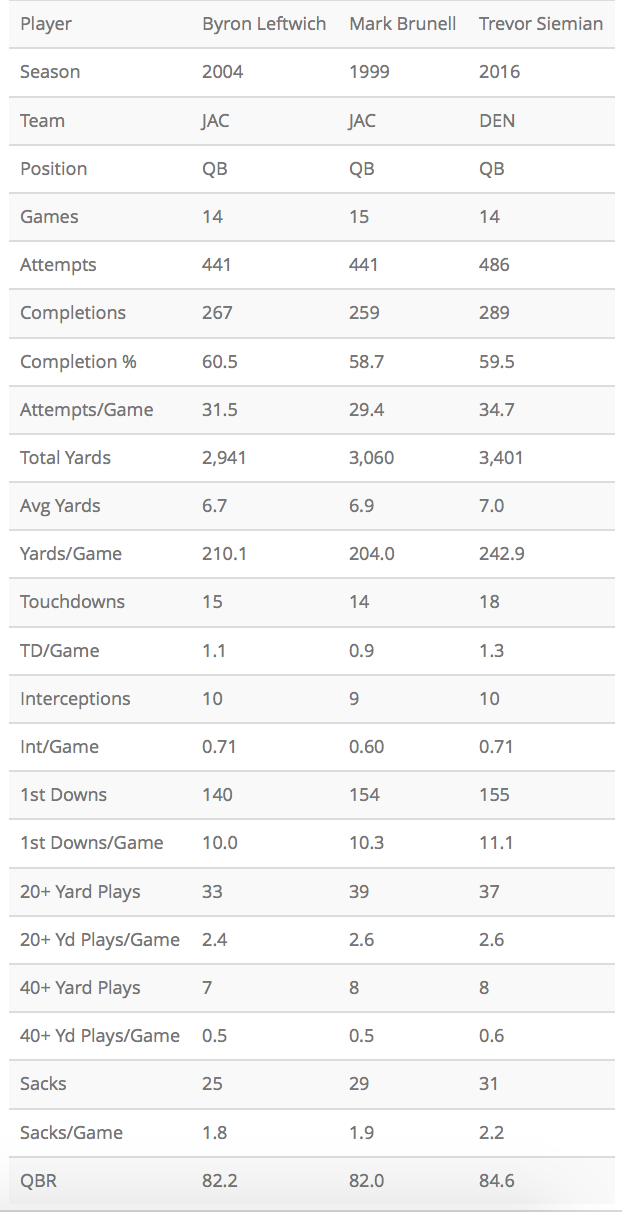 Player Byron Leftwich Mark Brunell Trevor Siemian
Season 2004 1999 2016
Team JAC JAC DEN
Position QB QB QB
Games 14 15 14
Attempts 441 441 486
Completions 267 259 289
Completion % 60.5 58.7 59.5
Attempts/Game 31.5 29.4 34.7
Total Yards 2,941 3,060 3,401
Avg Yards 6.7 6.9 7.0
Yards/Game 210.1 204.0 242.9
Touchdowns 15 14 18
TD/Game 1.1 0.9 1.3
Interceptions 10 9 10
Int/Game 0.71 0.60 0.71
1st Downs 140 154 155
1st Downs/Game 10.0 10.3 11.1
20+ Yard Plays 33 39 37
20+ Yd Plays/Game 2.4 2.6 2.6
40+ Yard Plays 7 8 8
40+ Yd Plays/Game 0.5 0.5 0.6
Sacks 25 29 31
Sacks/Game 1.8 1.9 2.2
QBR 82.2 82.0 84.6